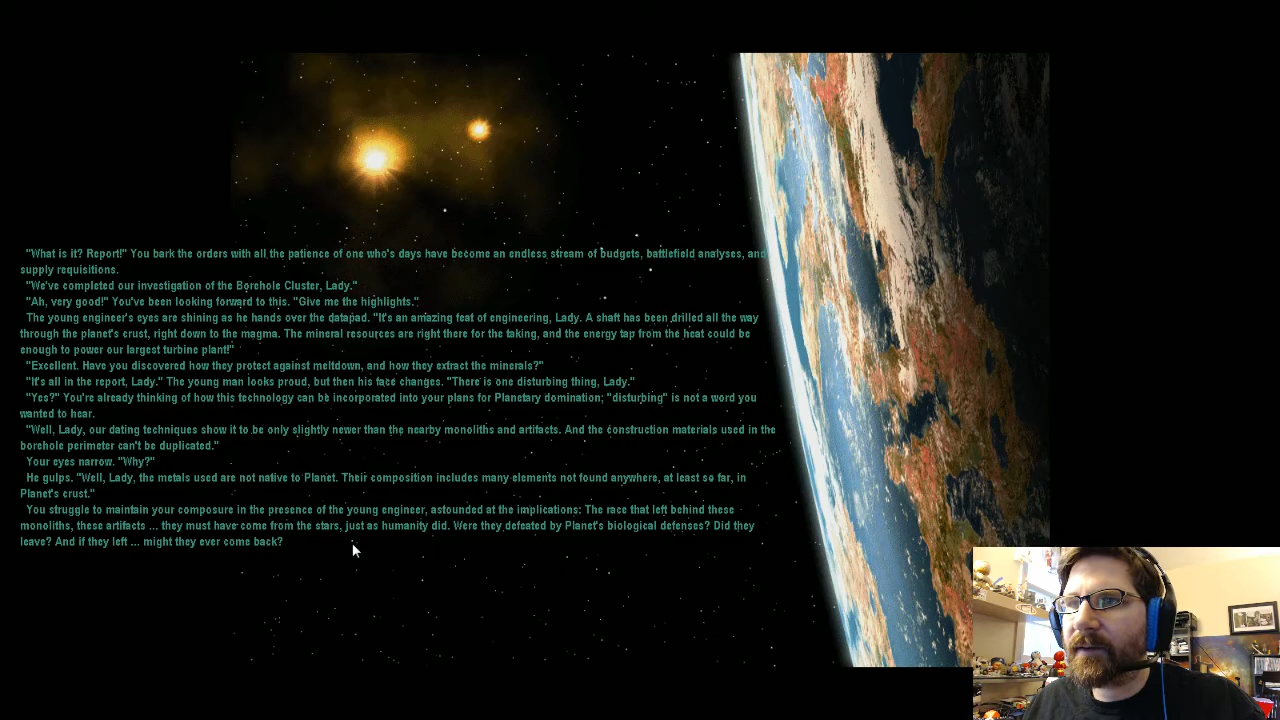 "What is it? Report!" You bark the orders with all the patience of one who's days have become an endless stream of budgets, battlefield analyses, and
supply requisitions.
"We've completed our investigation of the Borehole Cluster, Lady."
"Ah, very good!" You've been looking forward to this. "Give me the highlights."
The young engineer's eyes are shining as he hands over the datapad. "It's an amazing feat of engineering, Lady. A shaft has been drilled all the way
through the planet's crust, right down to the magma. The mineral resources are right there for the taking, and the energy tap from the heat could be
enough to power our largest turbine plant!"
"Excellent. Have you discovered how they protect against meltdown, and how they extract the minerals?"
"It's all in the report, Lady." The young man looks proud, but then his face changes. "There is one disturbing thing, Lady."
"Yes?" You're already thinking of how this technology can be incorporated into your plans for Planetary domination; "disturbing" is not a word you
wanted to hear.
"Well, Lady, our dating techniques show it to be only slightly newer than the nearby monoliths and artifacts. And the construction materials used in the
borehole perimeter can't be duplicated."
Your eyes narrow. "Why?"
He gulps. "Well, Lady, the metals used are not native to Planet. Their composition includes many elements not found anywhere, at least so far, in
Planet's crust."
You struggle to maintain your composure in the presence of the young engineer, astounded at the implications: The race that left behind these
monoliths, these artifacts ... they must have come from the stars, just as humanity did. Were they defeated by Planet's biological defenses? Did they
leave? And if they left ... might they ever come back?